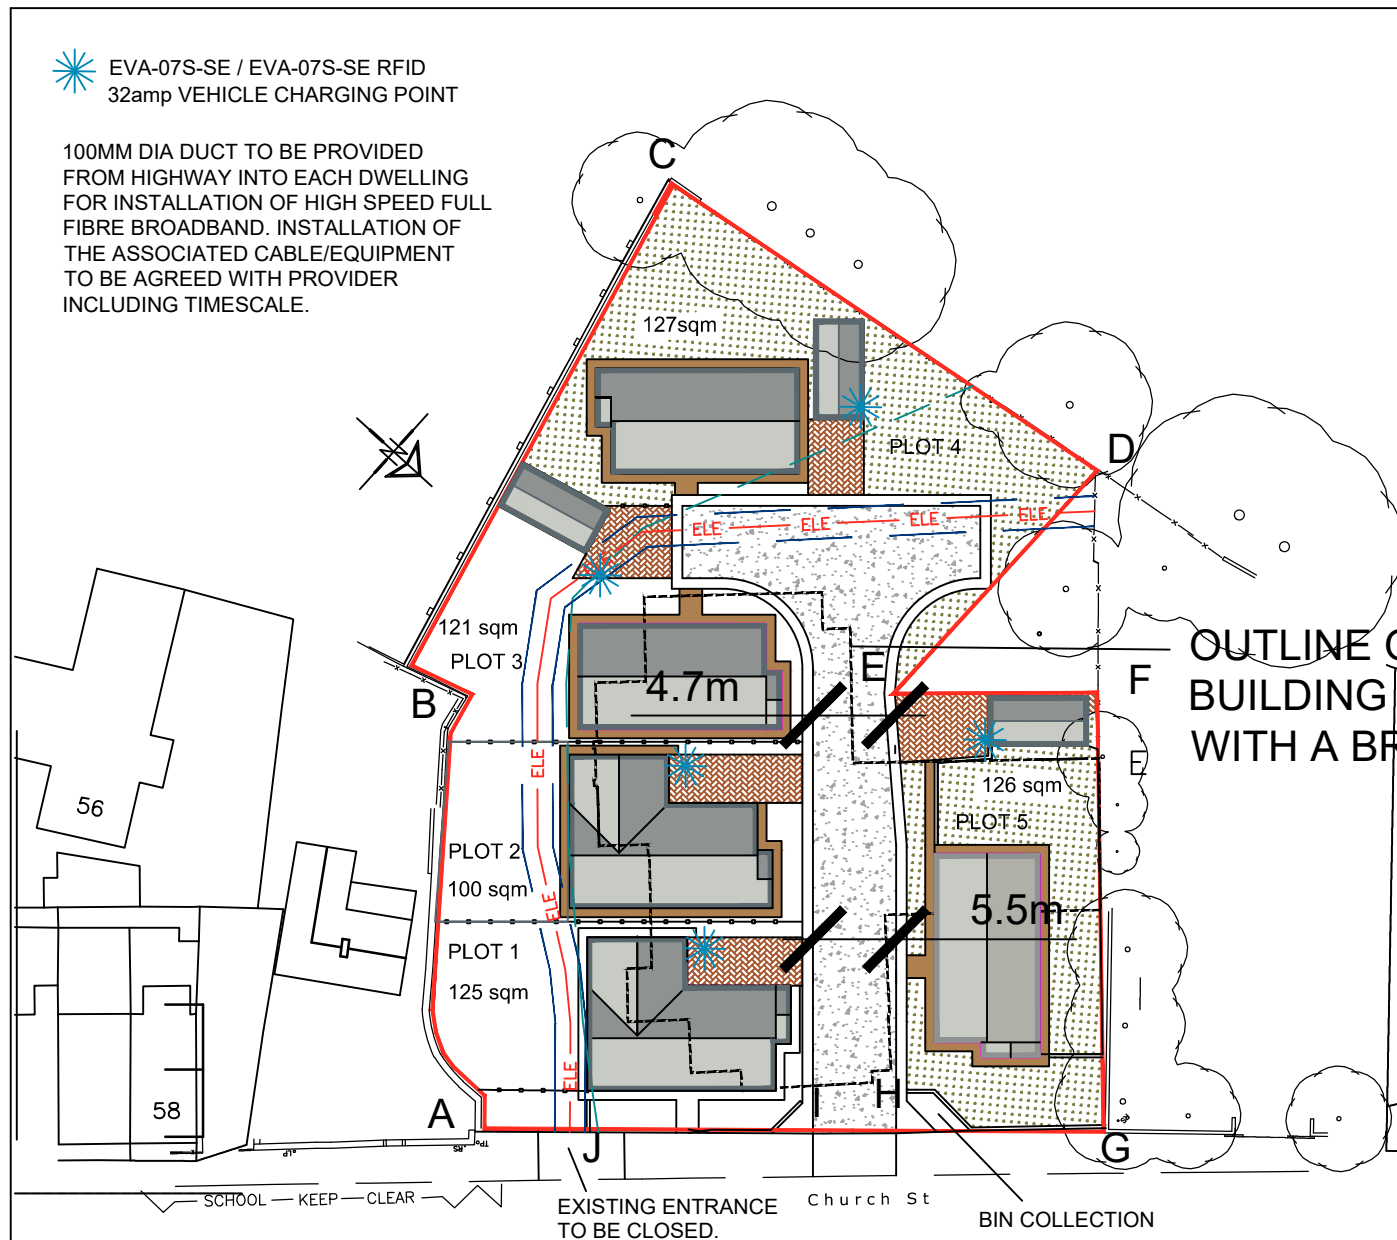 EVA-07S-SE / EVA-07S-SE RFID
32amp VEHICLE CHARGING POINT
100MM DIA DUCT TO BE PROVIDED
FROM HIGHWAY INTO EACH DWELLING
FOR INSTALLATION OF HIGH SPEED FULL
FIBRE BROADBAND. INSTALLATION OF
THE ASSOCIATED CABLE/EQUIPMENT
TO BE AGREED WITH PROVIDER
INCLUDING TIMESCALE.
C
127sqm
N
PLOT 4
D
ELE
ELE
ELE
ELE
121 sqm
PLOT 3
OUTLINE
BUILDING
WITH A
E
F
4.7m
B
ELE
E
126 sqm
PLOT 5
56
PLOT 2
100 sqm
ELE
5.5m
PLOT 1
125 sqm
ELE
58
A
I
H
RS
TP
RS
LP
J
G
SCHOOL KEEP CLEAR
EXISTING ENTRANCE
TO BE CLOSED.
Church St
BIN COLLECTION